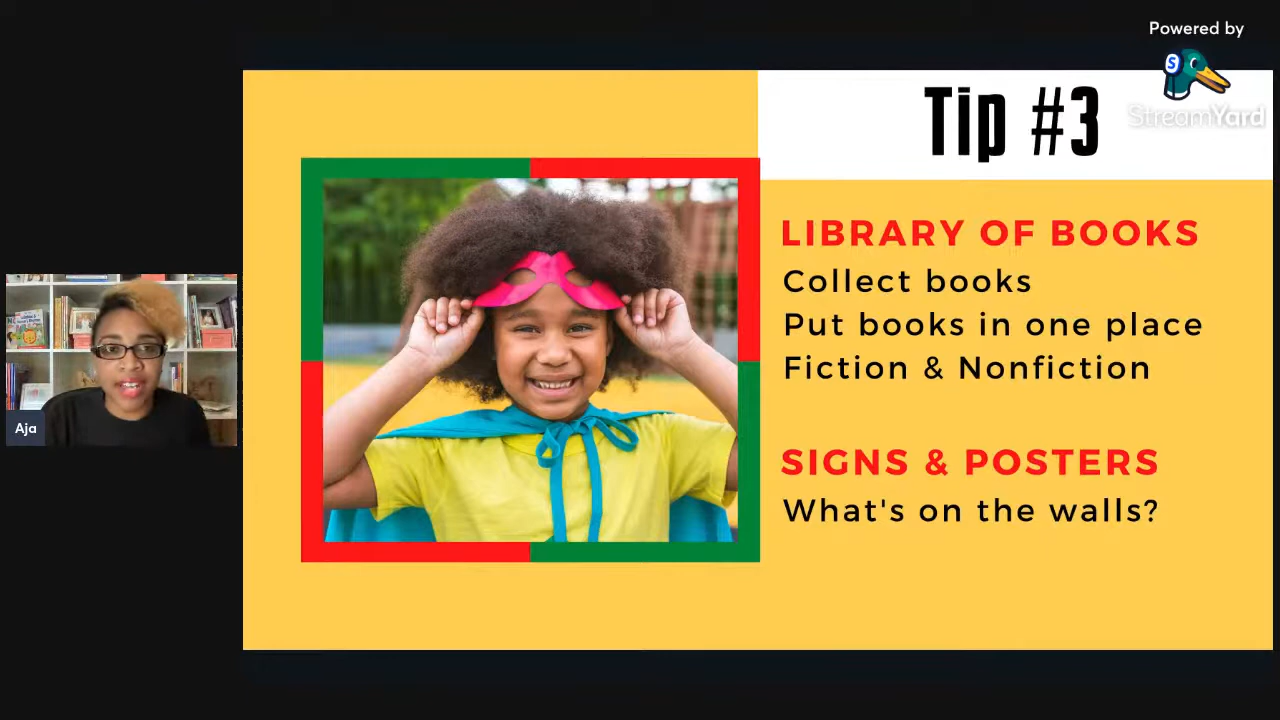 Powered by
StreamYard
Tip #3
LIBRARY OF BOOKS
Collect books
Put books in one place
Fiction & Nonfiction
SIGNS & POSTERS
What's on the walls?
Aja